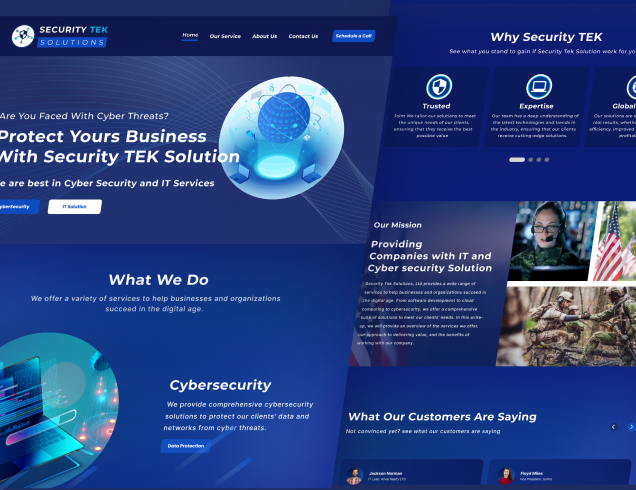 SECURITY TEK
SOLUTIONS
Home
Our Service
About Us
Contact Us
Schedule a Call
Are You Faced With Cyber Threats?
Protect Yours Business
With Security TEK Solution
e are best in Cyber Security and IT Services
CyberSecurity
IT Solution
What We Do
We offer a variety of services to help businesses and organizations
succeed in the digital age.
Cybersecurity
We provide comprehensive cybersecurity
solutions to protect our clients' data and
networks from cyber threats.
Data Protection
Why Security TEK
See what you stand to gain if Security Tek Solution work for yo
Trusted
Joint We tailor our solutions to meet
the unique needs of our clients,
ensuring that they receive the best
possible value
Expertise
Our team has a deep understanding of
the latest technologies and trends in
the industry, ensuring that our clients
receive cutting-edge solutions
Global
Our solutions are
real results, whethe
efficiency, improved
profitab
Our Mission
Providing
Companies with IT and
Cyber security Solution
Security Tek Solutions, Ltd provides a wide range of
services to help businesses and organizations succeed in
the digital age. From software development to cloud
computing to cybersecurity, we offer a comprehensive
suite of solutions to meet our clients' needs. In this write-
up, we will provide an overview of the services we offer,
our approach to delivering value, and the benefits of
working with our company.
What Our Customers Are Saying
Not convinced yet? see what our customers are saying
Jackson Norman
Floyd Miles
Vice President, GoPro